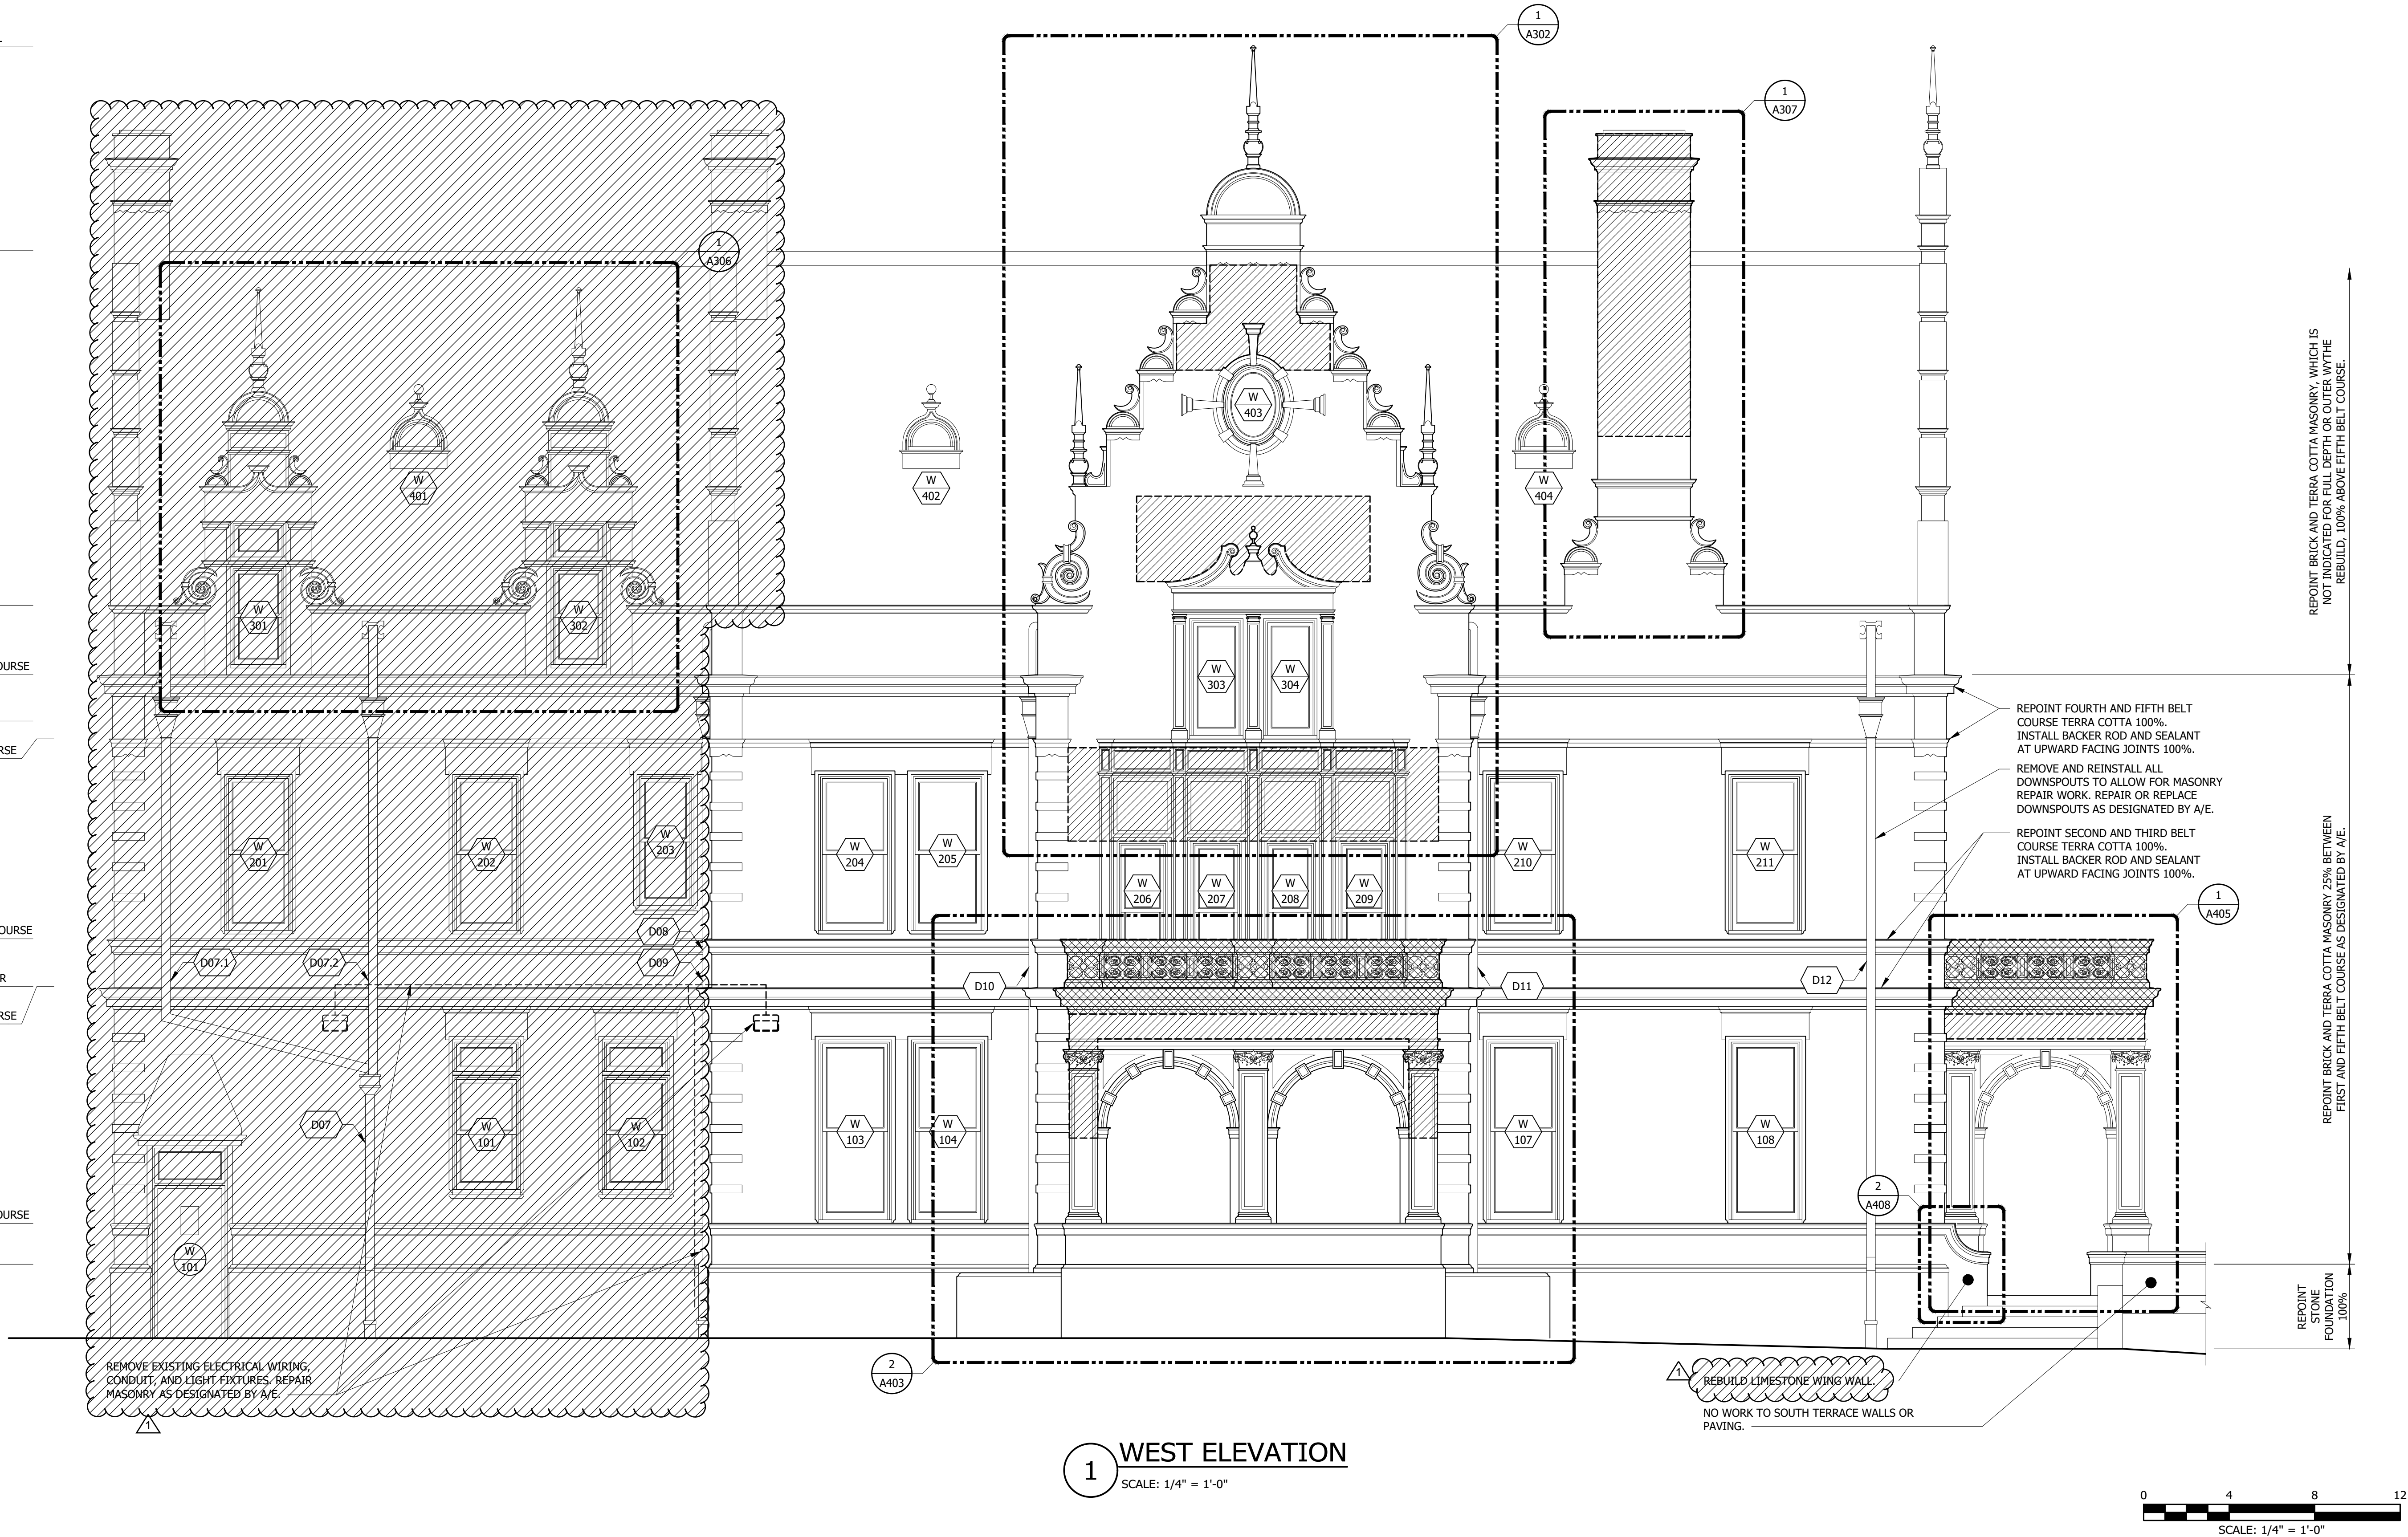 1
A302
1
A307
1
A306
W
401
W
402
W
403
W
404
W
301
W
302
W
303
W
304
REPOINT BRICK AND TERRA COTTA MASONRY, WHICH IS
NOT INDICATED FOR FULL DEPTH OR OUTER WYTHE
REBUILD, 100% ABOVE FIFTH BELT COURSE.
OURSE
RSE
OURSE
R
RSE
OURSE
REPOINT FOURTH AND FIFTH BELT
COURSE TERRA COTTA 100%.
INSTALL BACKER ROD AND SEALANT
AT UPWARD FACING JOINTS 100%.
REMOVE AND REINSTALL ALL
DOWNSPOUTS TO ALLOW FOR MASONRY
REPAIR WORK. REPAIR OR REPLACE
DOWNSPOUTS AS DESIGNATED BY A/E.
REPOINT SECOND AND THIRD BELT
COURSE TERRA COTTA 100%.
INSTALL BACKER ROD AND SEALANT
AT UPWARD FACING JOINTS 100%.
W
201
W
202
W
203
W
204
W
205
W
206
W
207
W
208
W
209
W
210
W
211
1
A405
REPOINT BRICK AND TERRA COTTA MASONRY 25% BETWEEN
FIRST AND FIFTH BELT COURSE AS DESIGNATED BY A/E.
D08
D07.1
D07.2
D09
D10
D11
D12
D07
W
101
W
102
W
103
W
104
W
107
W
108
2
A408
W
101
REPOINT
STONE
FOUNDATION
100%
REMOVE EXISTING ELECTRICAL WIRING,
CONDUIT, AND LIGHT FIXTURES. REPAIR
MASONRY AS DESIGNATED BY A/E.
1
2
A403
1
REBUILD LIMESTONE WING WALL.
NO WORK TO SOUTH TERRACE WALLS OR
PAVING.
1
WEST ELEVATION
SCALE: 1/4" = 1'-0"
0 4 8 12
SCALE: 1/4" = 1'-0"